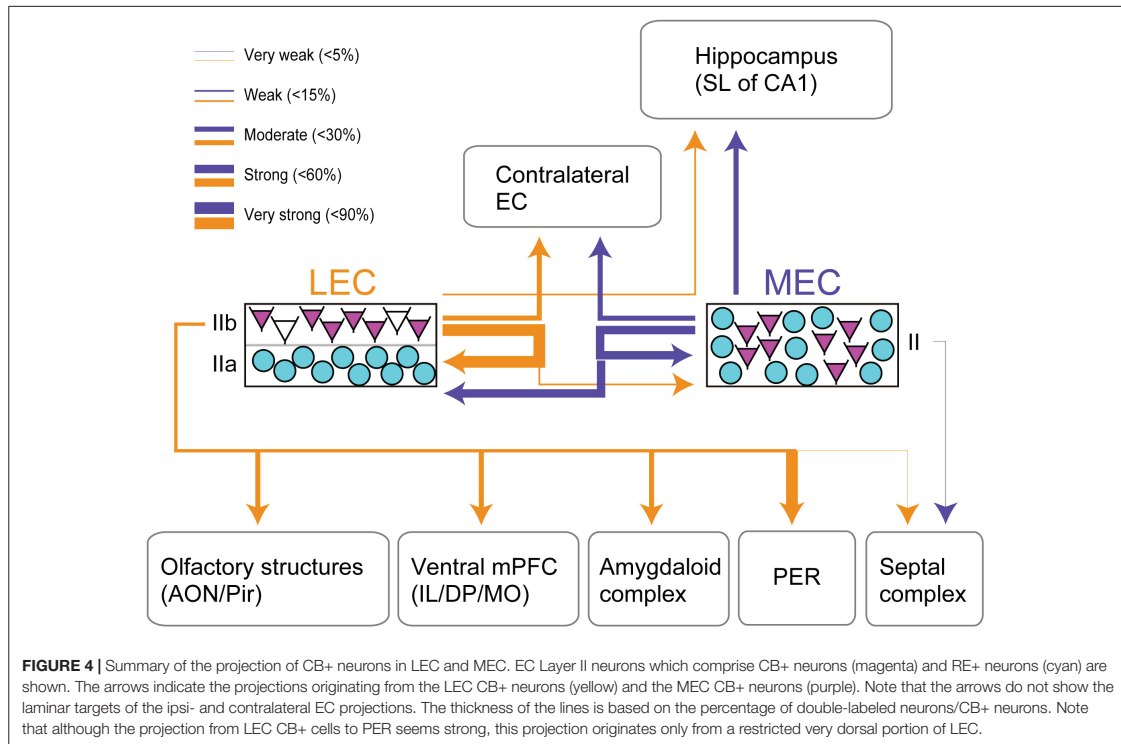 Very weak (<5%)
Weak (<15%)
Moderate (<30%)
Strong (<60%)
Very strong (<90%)
Hippocampus
(SL of CA1)
Contralateral
EC
LEC
MEC
IIb
IIa
II
Olfactory structures
(AON/Pir)
Ventral mPFC
(IL/DP/MO)
Amygdaloid
complex
PER
Septal
complex
FIGURE 4 | Summary of the projection of CB+ neurons in LEC and MEC. EC Layer II neurons which comprise CB+ neurons (magenta) and RE+ neurons (cyan) are
shown. The arrows indicate the projections originating from the LEC CB+ neurons (yellow) and the MEC CB+ neurons (purple). Note that the arrows do not show the
laminar targets of the ipsi- and contralateral EC projections. The thickness of the lines is based on the percentage of double-labeled neurons/CB+ neurons. Note
that although the projection from LEC CB+ cells to PER seems strong, this projection originates only from a restricted very dorsal portion of LEC.